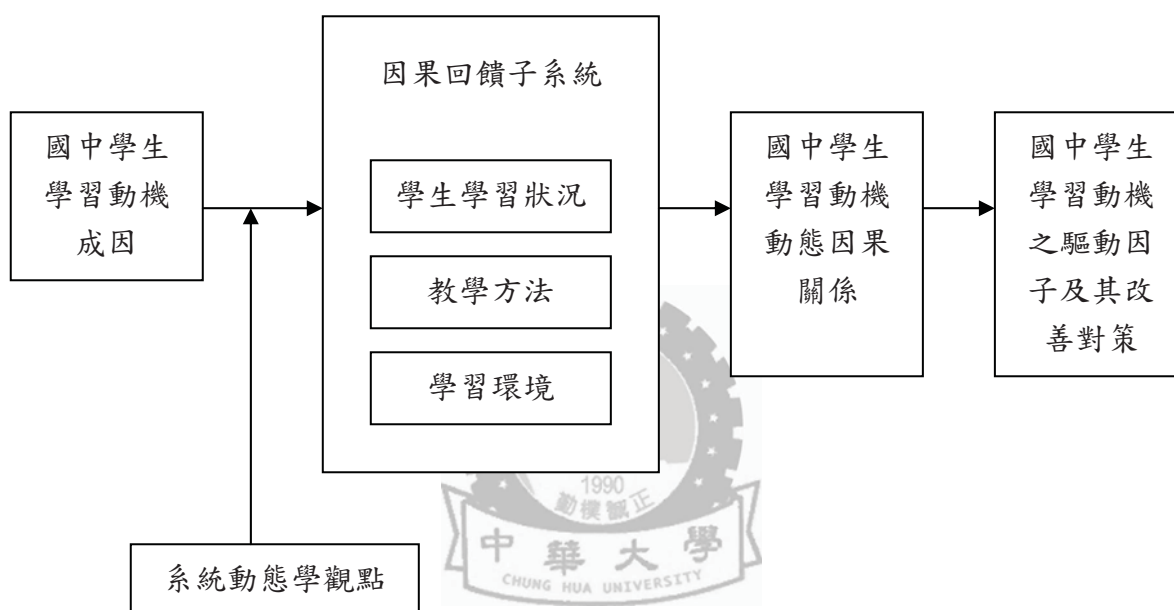 因果回饋子系統
國中學生
學習動機
成因
學生學習狀況
教學方法
學習環境
國中學生
學習動機
動態因果
關係
國中學生
學習動機
之驅動因
子及其改
善對策
系統動態學觀點
1990
勤樸誠正
中華大學
CHUNG HUA UNIVERSITY